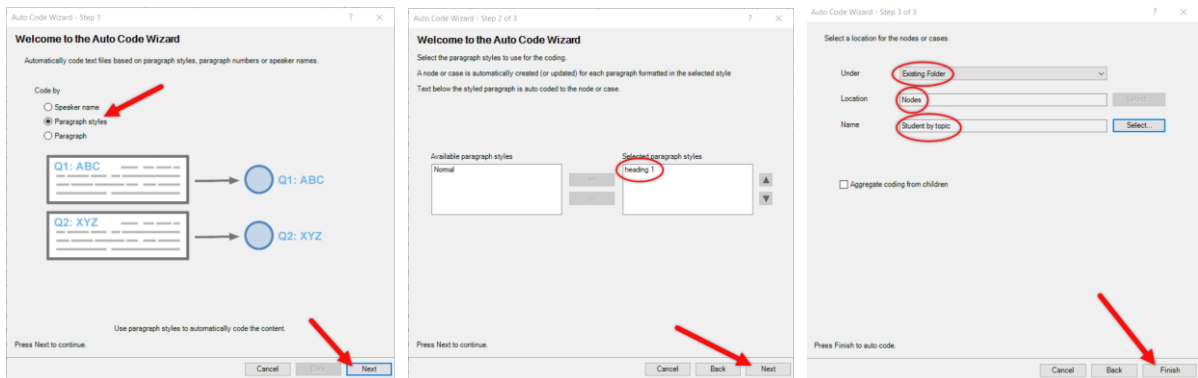 Auto Code Wizard - Step 1
? ×
Welcome to the Auto Code Wizard
Automatically code text files based on paragraph styles, paragraph numbers or speaker names.
Code by
Speaker name
Paragraph styles
Paragraph
Q1: ABC
Q1: ABC
Q2: XYZ
Q2: XYZ
Use paragraph styles to automatically code the content.
Press Next to continue.
Cancel Back Next
Auto Code Wizard - Step 2 of 3
? ×
Welcome to the Auto Code Wizard
Select the paragraph styles to use for the coding.
A node or case is automatically created (or updated) for each paragraph formatted in the selected style
Text below the styled paragraph is auto coded to the node or case.
Available paragraph styles
Normal
Selected paragraph styles
heading 1
Press Next to continue.
Cancel Back Next
Auto Code Wizard - Step 3 of 3
? ×
Select a location for the nodes or cases.
Under Existing Folder
Location Nodes Select...
Name Student by topic Select...
Aggregate coding from children
Press Finish to auto code.
Cancel Back Finish